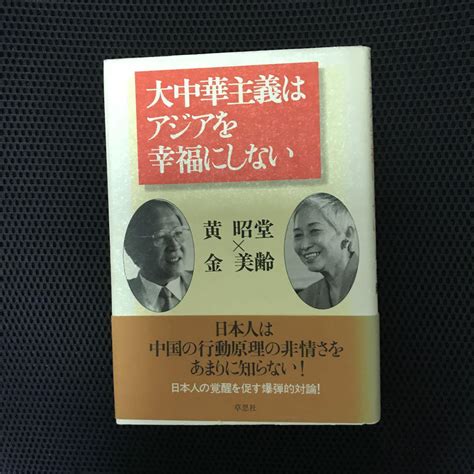 大中華主義は
アジアを
幸福にしない
黄 昭堂
×
金 美齢
日本人は
中国の行動原理の非情さを
あまりに知らない!
日本人の覚醒を促す爆弾的対論!
草思社